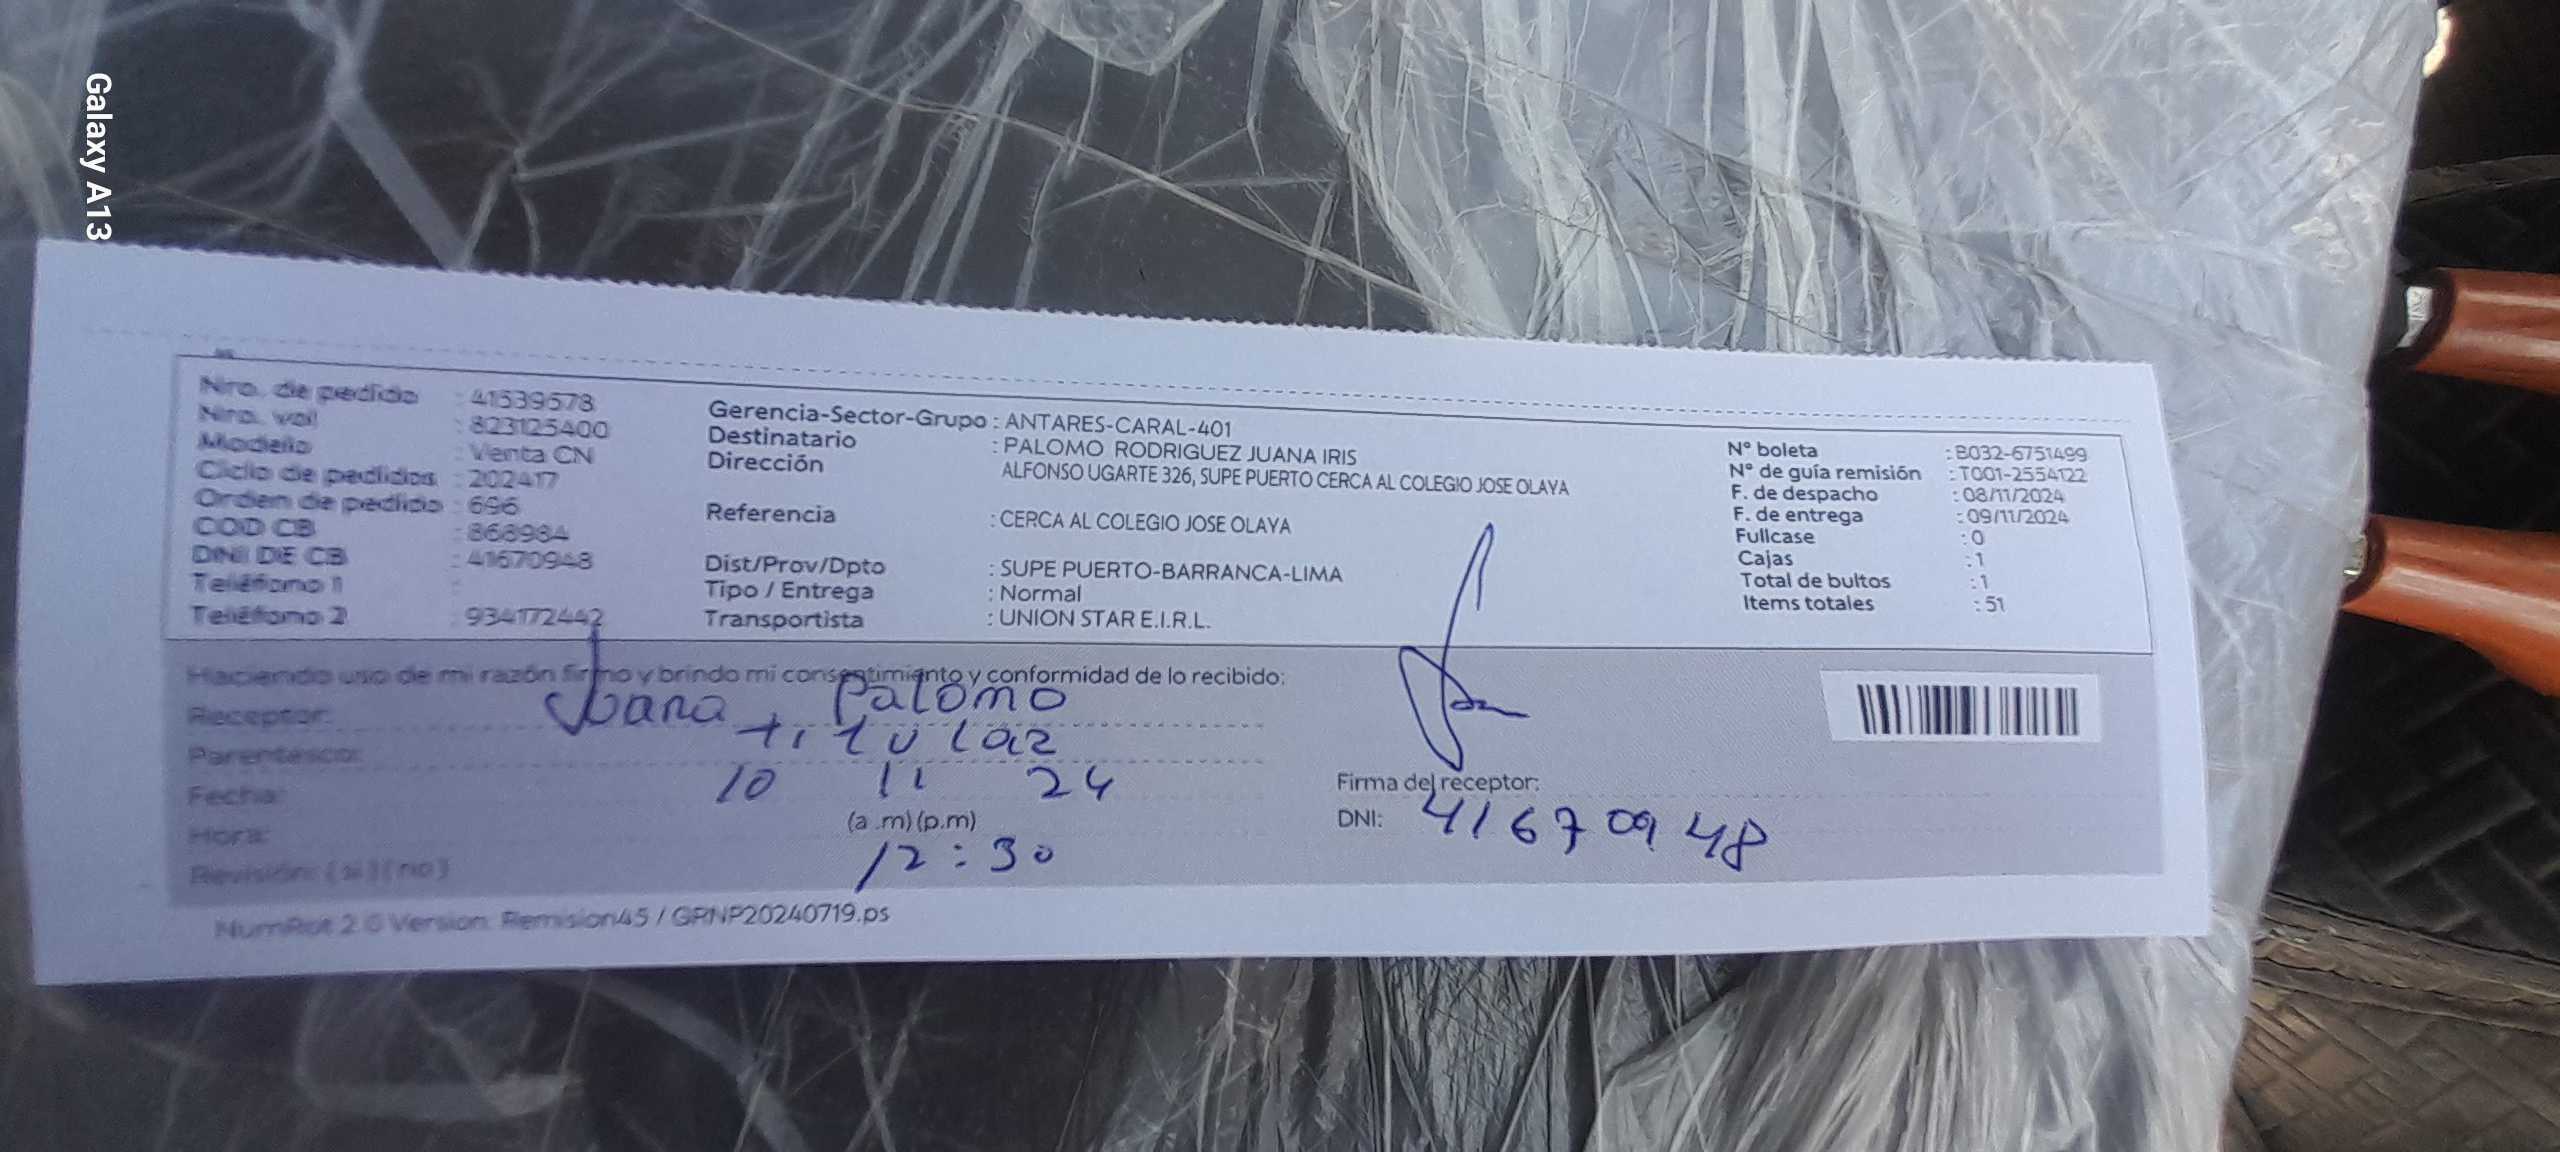 Galaxy A13
Nro. de pedido : 41539578
Nro. val : 823125400
Modelo : Venta CN
Ciclo de pedidos : 202417
Orden de pedido : 696
COD CB : 868984
DNI DE CB : 41670948
Teléfono 1 :
Teléfono 2 : 934172442
Gerencia-Sector-Grupo : ANTARES-CARAL-401
Destinatario : PALOMO RODRIGUEZ JUANA IRIS
Dirección ALFONSO UGARTE 326, SUPE PUERTO CERCA AL COLEGIO JOSE OLAYA
Referencia : CERCA AL COLEGIO JOSE OLAYA
Dist/Prov/Dpto : SUPE PUERTO-BARRANCA-LIMA
Tipo / Entrega : Normal
Transportista : UNION STAR E.I.R.L.
N° boleta : B032-6751499
N° de guía remisión : T001-2554122
F. de despacho : 08/11/2024
F. de entrega : 09/11/2024
Fullcase : 0
Cajas : 1
Total de bultos : 1
Items totales : 51
Haciendo uso de mi razón firmo y brindo mi consentimiento y conformidad de lo recibido:
Receptor: Juana Palomo
Parentesco: titular
Fecha: 10 11 24
Hora: (a .m) (p.m)
12:30
Revisión: ( si ) ( no )
Firma del receptor:
DNI: 41670948
NumRot 2.0 Version: Remision45 / GRNP20240719.ps